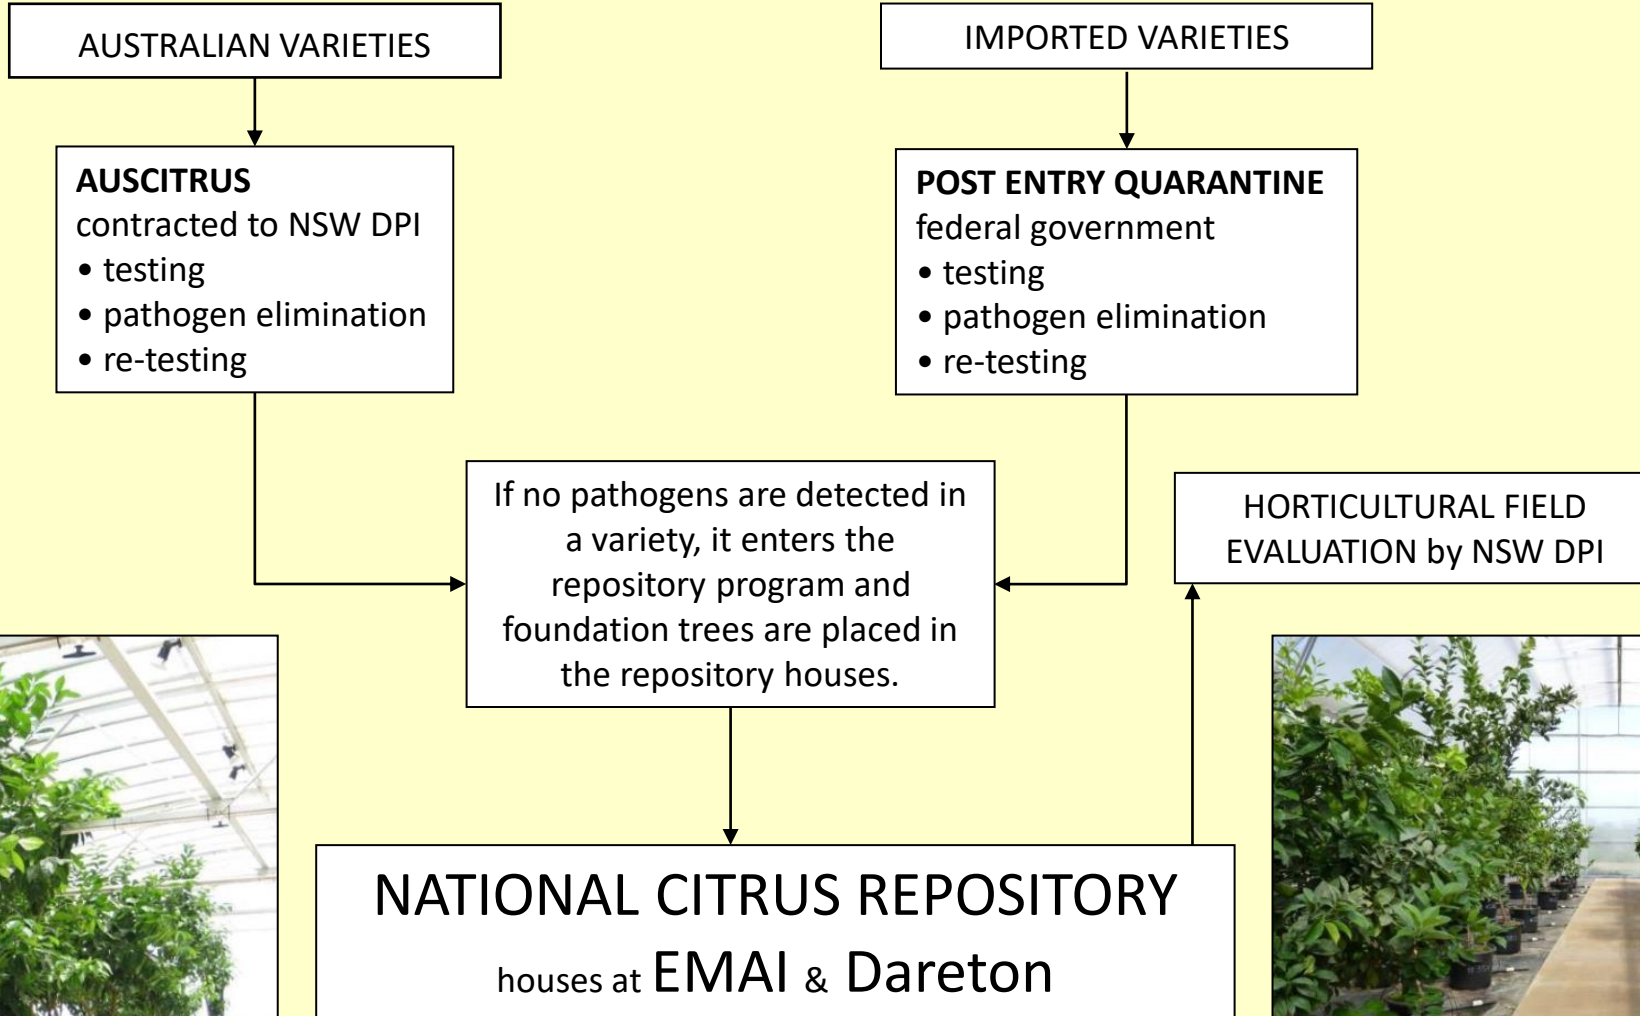 AUSTRALIAN VARIETIES
IMPORTED VARIETIES
AUSCITRUS
contracted to NSW DPI
• testing
• pathogen elimination
• re-testing
POST ENTRY QUARANTINE
federal government
• testing
• pathogen elimination
• re-testing
If no pathogens are detected in
a variety, it enters the
repository program and
foundation trees are placed in
the repository houses.
HORTICULTURAL FIELD
EVALUATION by NSW DPI
NATIONAL CITRUS REPOSITORY
houses at EMAI & Dareton